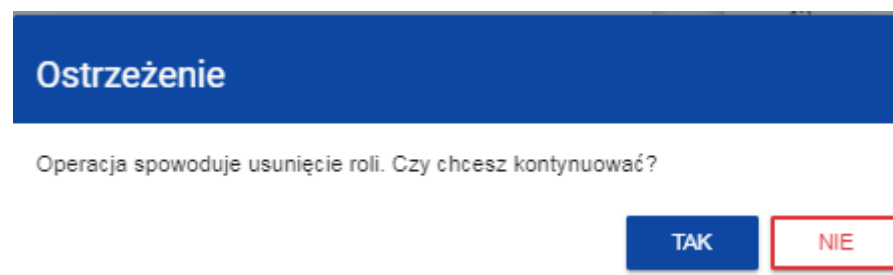 Ostrzeżenie
Operacja spowoduje usunięcie roli. Czy chcesz kontynuować?
TAK NIE